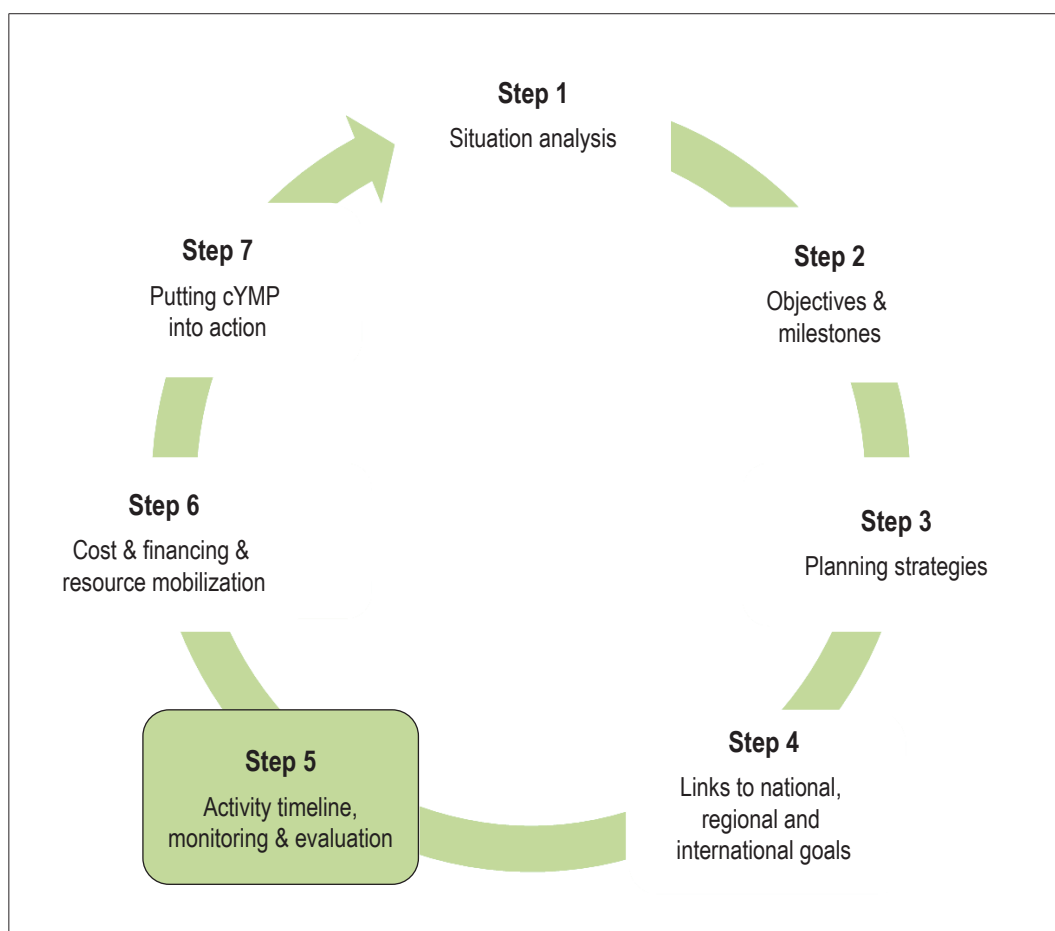 Step 1
Situation analysis
Step 2
Objectives &
milestones
Step 3
Planning strategies
Step 4
Links to national,
regional and
international goals
Step 5
Activity timeline,
monitoring & evaluation
Step 6
Cost & financing &
resource mobilization
Step 7
Putting cYMP
into action